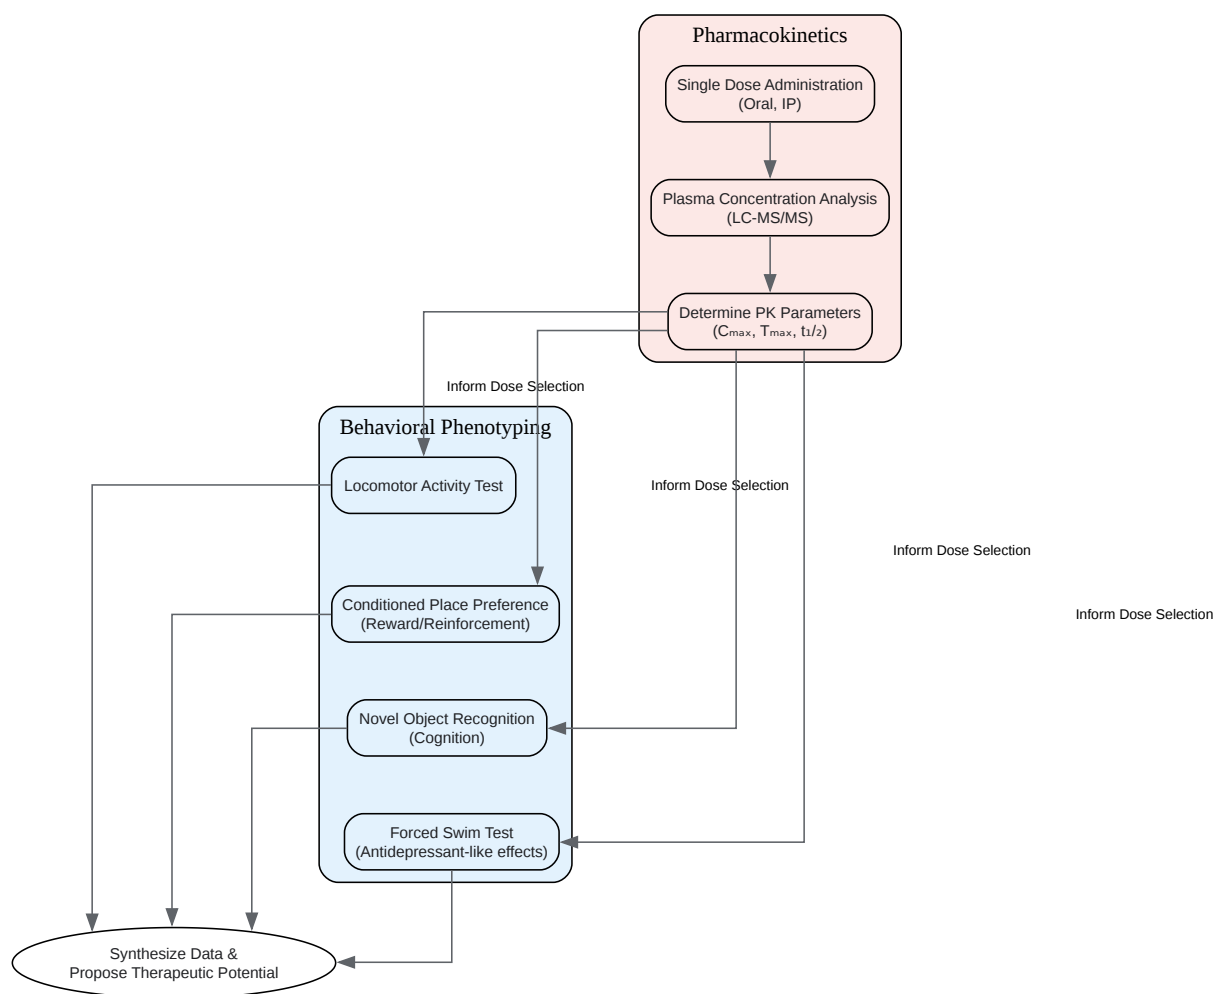 Pharmacokinetics
Single Dose Administration
(Oral, IP)
Plasma Concentration Analysis
(LC-MS/MS)
Determine PK Parameters
(Cₘₐₓ, Tₘₐₓ, t₁/₂)
Inform Dose Selection
Behavioral Phenotyping
Locomotor Activity Test
Inform Dose Selection
Inform Dose Selection
Conditioned Place Preference
(Reward/Reinforcement)
Inform Dose Selection
Novel Object Recognition
(Cognition)
Forced Swim Test
(Antidepressant-like effects)
Synthesize Data &
Propose Therapeutic Potential